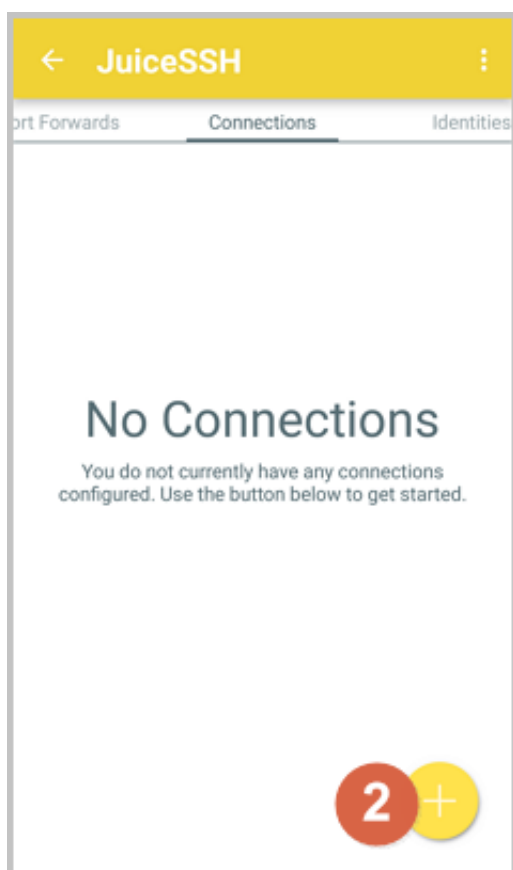 JuiceSSH
ort Forwards Connections Identities
No Connections
You do not currently have any connections
configured. Use the button below to get started.
2